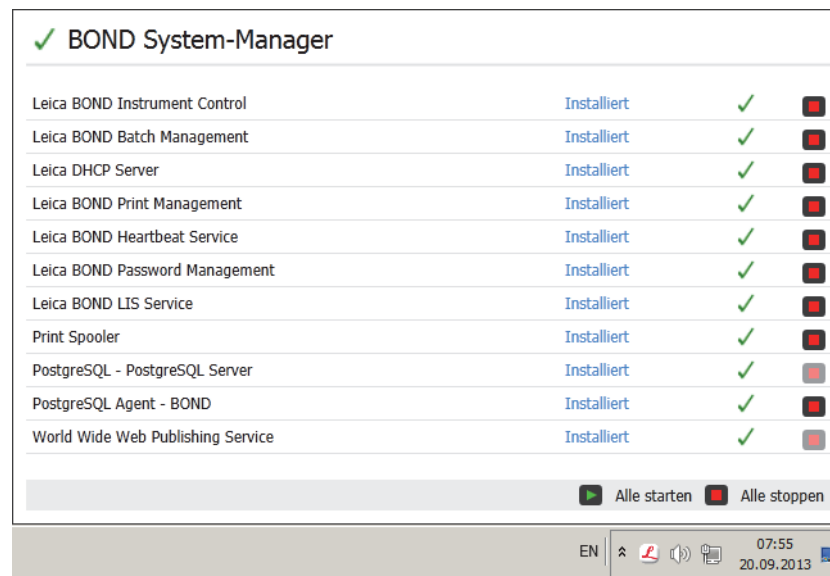 BOND System-Manager
Leica BOND Instrument Control Installiert
Leica BOND Batch Management Installiert
Leica DHCP Server Installiert
Leica BOND Print Management Installiert
Leica BOND Heartbeat Service Installiert
Leica BOND Password Management Installiert
Leica BOND LIS Service Installiert
Print Spooler Installiert
PostgreSQL - PostgreSQL Server Installiert
PostgreSQL Agent - BOND Installiert
World Wide Web Publishing Service Installiert
Alle starten Alle stoppen
EN 07:55
20.09.2013